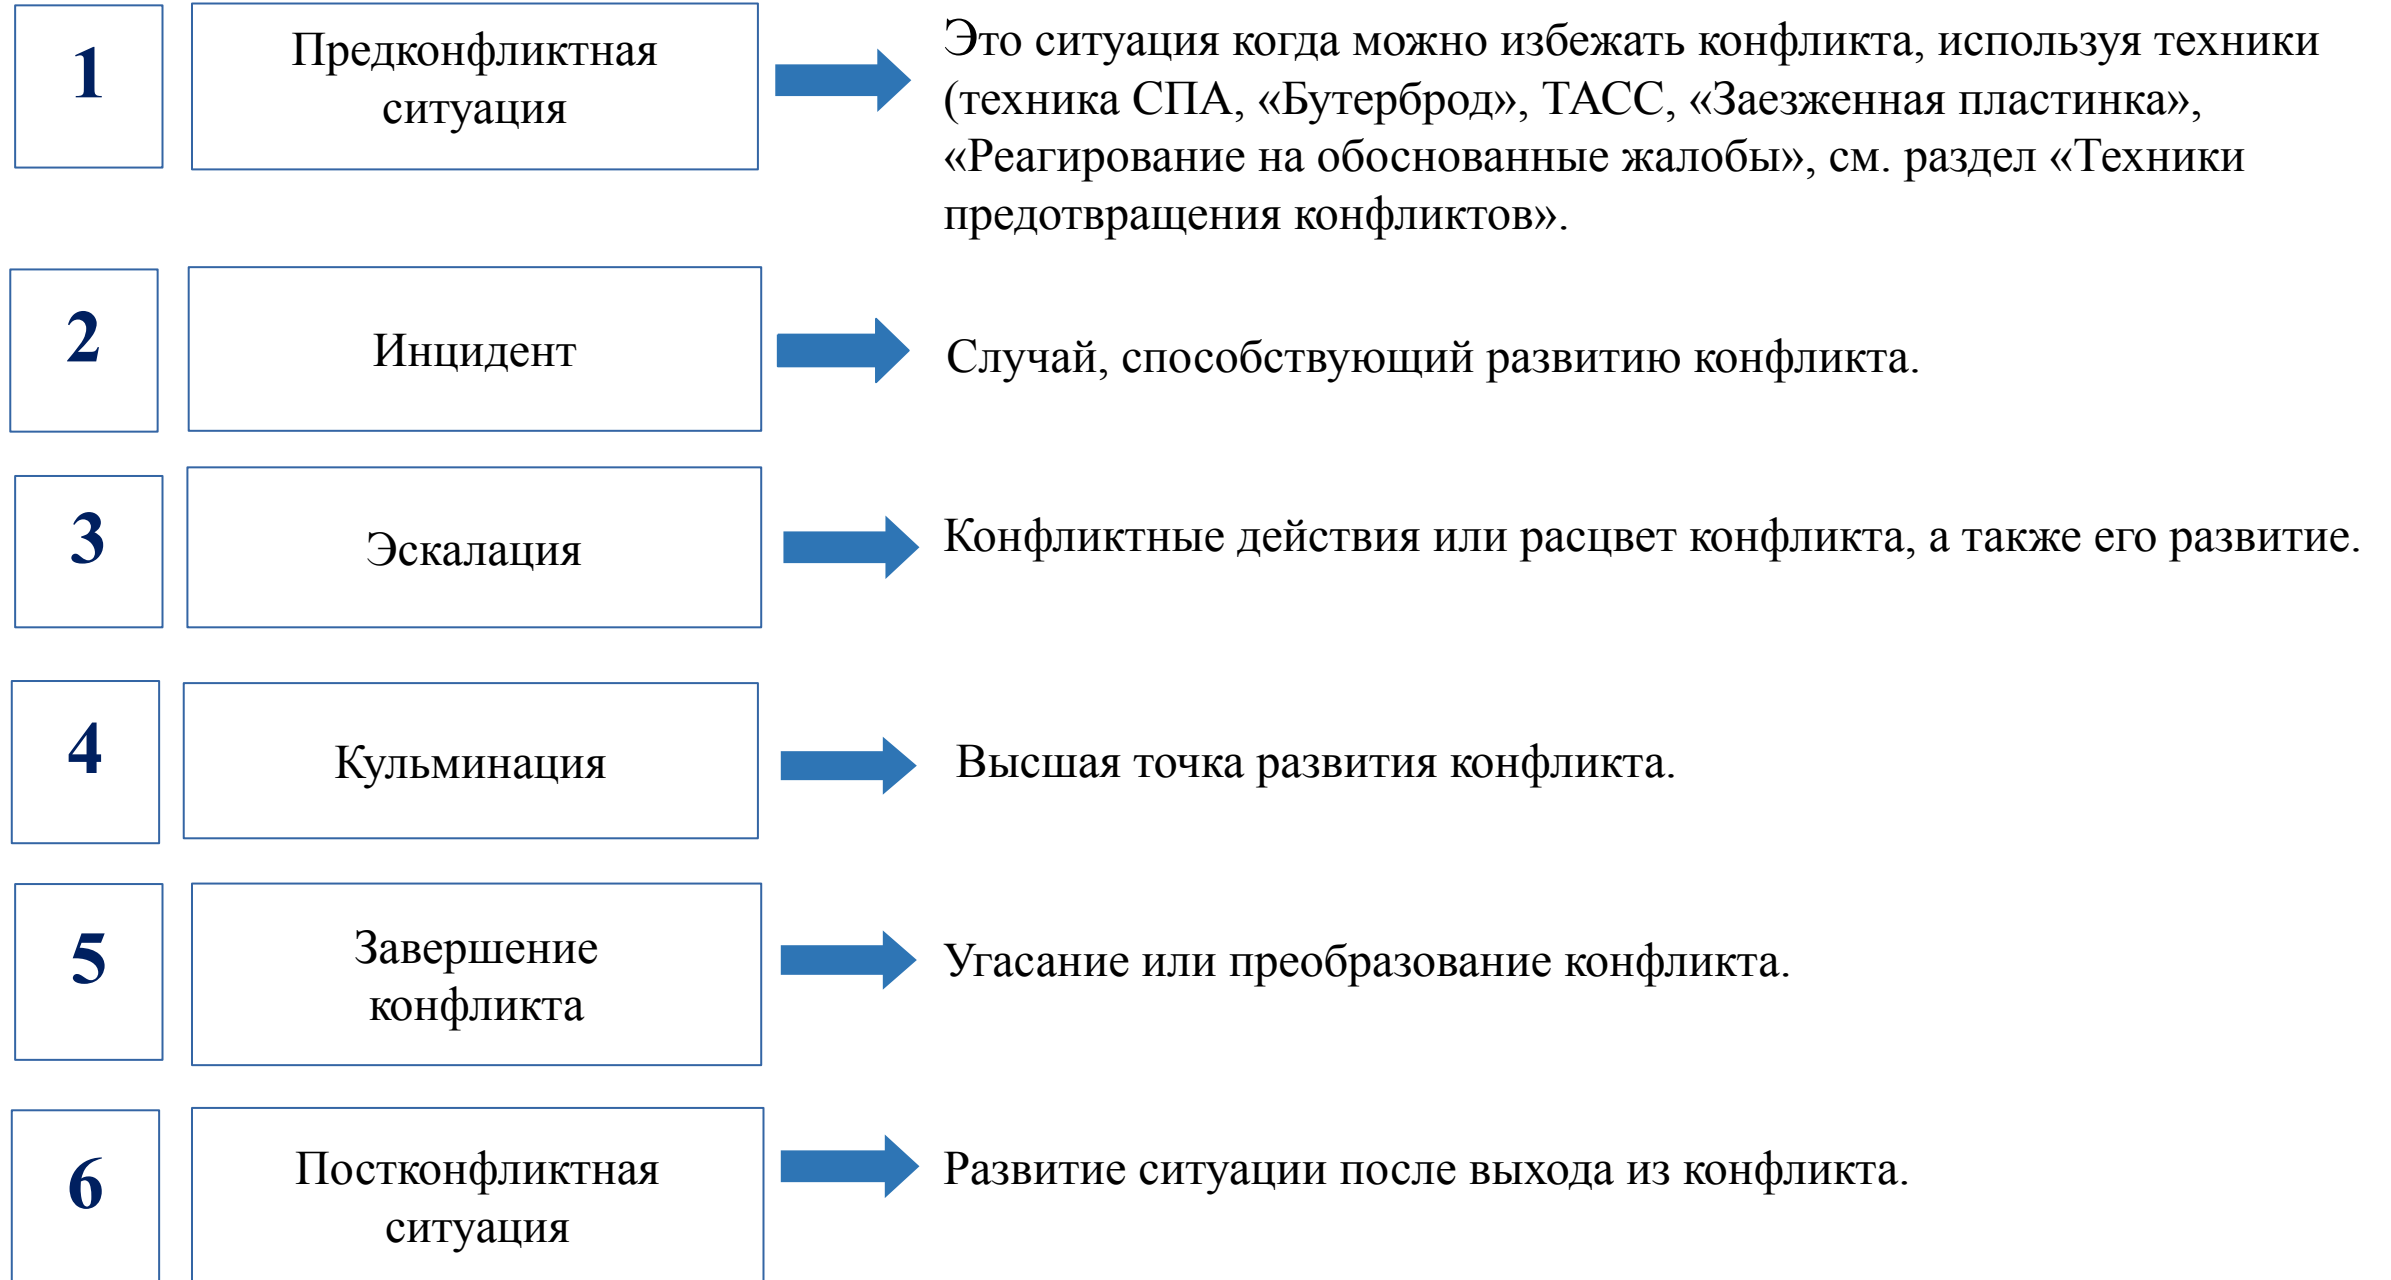 1
Предконфликтная
ситуация
Это ситуация когда можно избежать конфликта, используя техники
(техника СПА, «Бутерброд», ТАСС, «Заезженная пластинка»,
«Реагирование на обоснованные жалобы», см. раздел «Техники
предотвращения конфликтов».
2
Инцидент
Случай, способствующий развитию конфликта.
3
Эскалация
Конфликтные действия или расцвет конфликта, а также его развитие.
4
Кульминация
Высшая точка развития конфликта.
5
Завершение
конфликта
Угасание или преобразование конфликта.
6
Постконфликтная
ситуация
Развитие ситуации после выхода из конфликта.